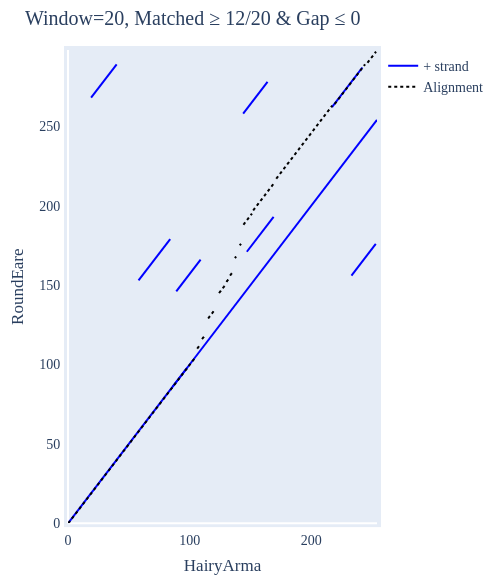 Window=20, Matched ≥ 12/20 & Gap ≤ 0
+ strand
Alignment
RoundEare
250
200
150
100
50
0
0 100 200
HairyArma